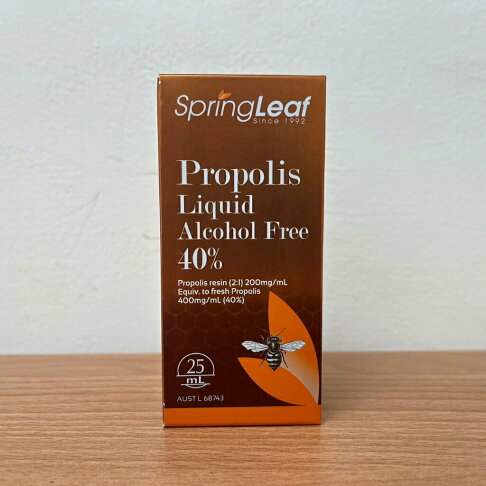 SpringLeaf
Since 1992
Propolis
Liquid
Alcohol Free
40%
Propolis resin (2:1) 200mg/mL
Equiv. to fresh Propolis
400mg/mL (40%)
25
mL
AUST L 68743